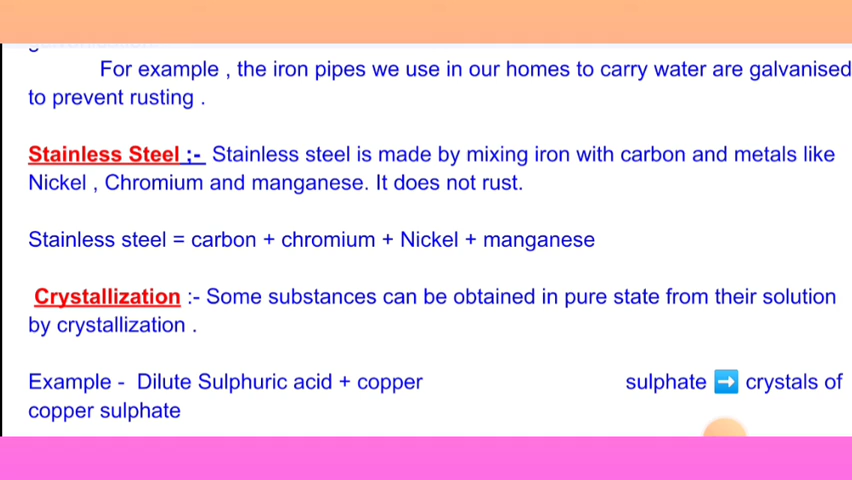 For example , the iron pipes we use in our homes to carry water are galvanised
to prevent rusting .
Stainless Steel :- Stainless steel is made by mixing iron with carbon and metals like
Nickel , Chromium and manganese. It does not rust.
Stainless steel = carbon + chromium + Nickel + manganese
Crystallization :- Some substances can be obtained in pure state from their solution
by crystallization .
Example - Dilute Sulphuric acid + copper sulphate ➡ crystals of
copper sulphate